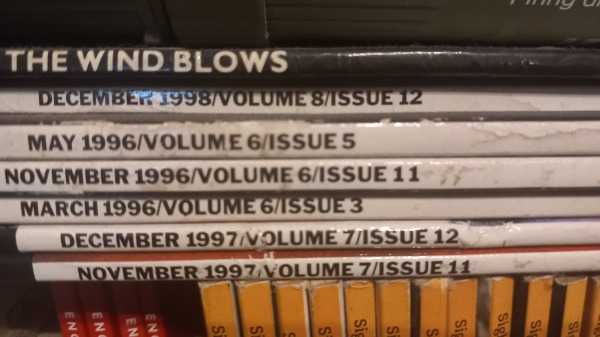 THE WIND BLOWS
DECEMBER 1998/VOLUME 8/ISSUE 12
MAY 1996/VOLUME 6/ISSUE 5
NOVEMBER 1996/VOLUME 6/ISSUE 11
MARCH 1996/VOLUME 6/ISSUE 3
DECEMBER 1997/VOLUME 7/ISSUE 12
NOVEMBER 1997/VOLUME 7/ISSUE 11